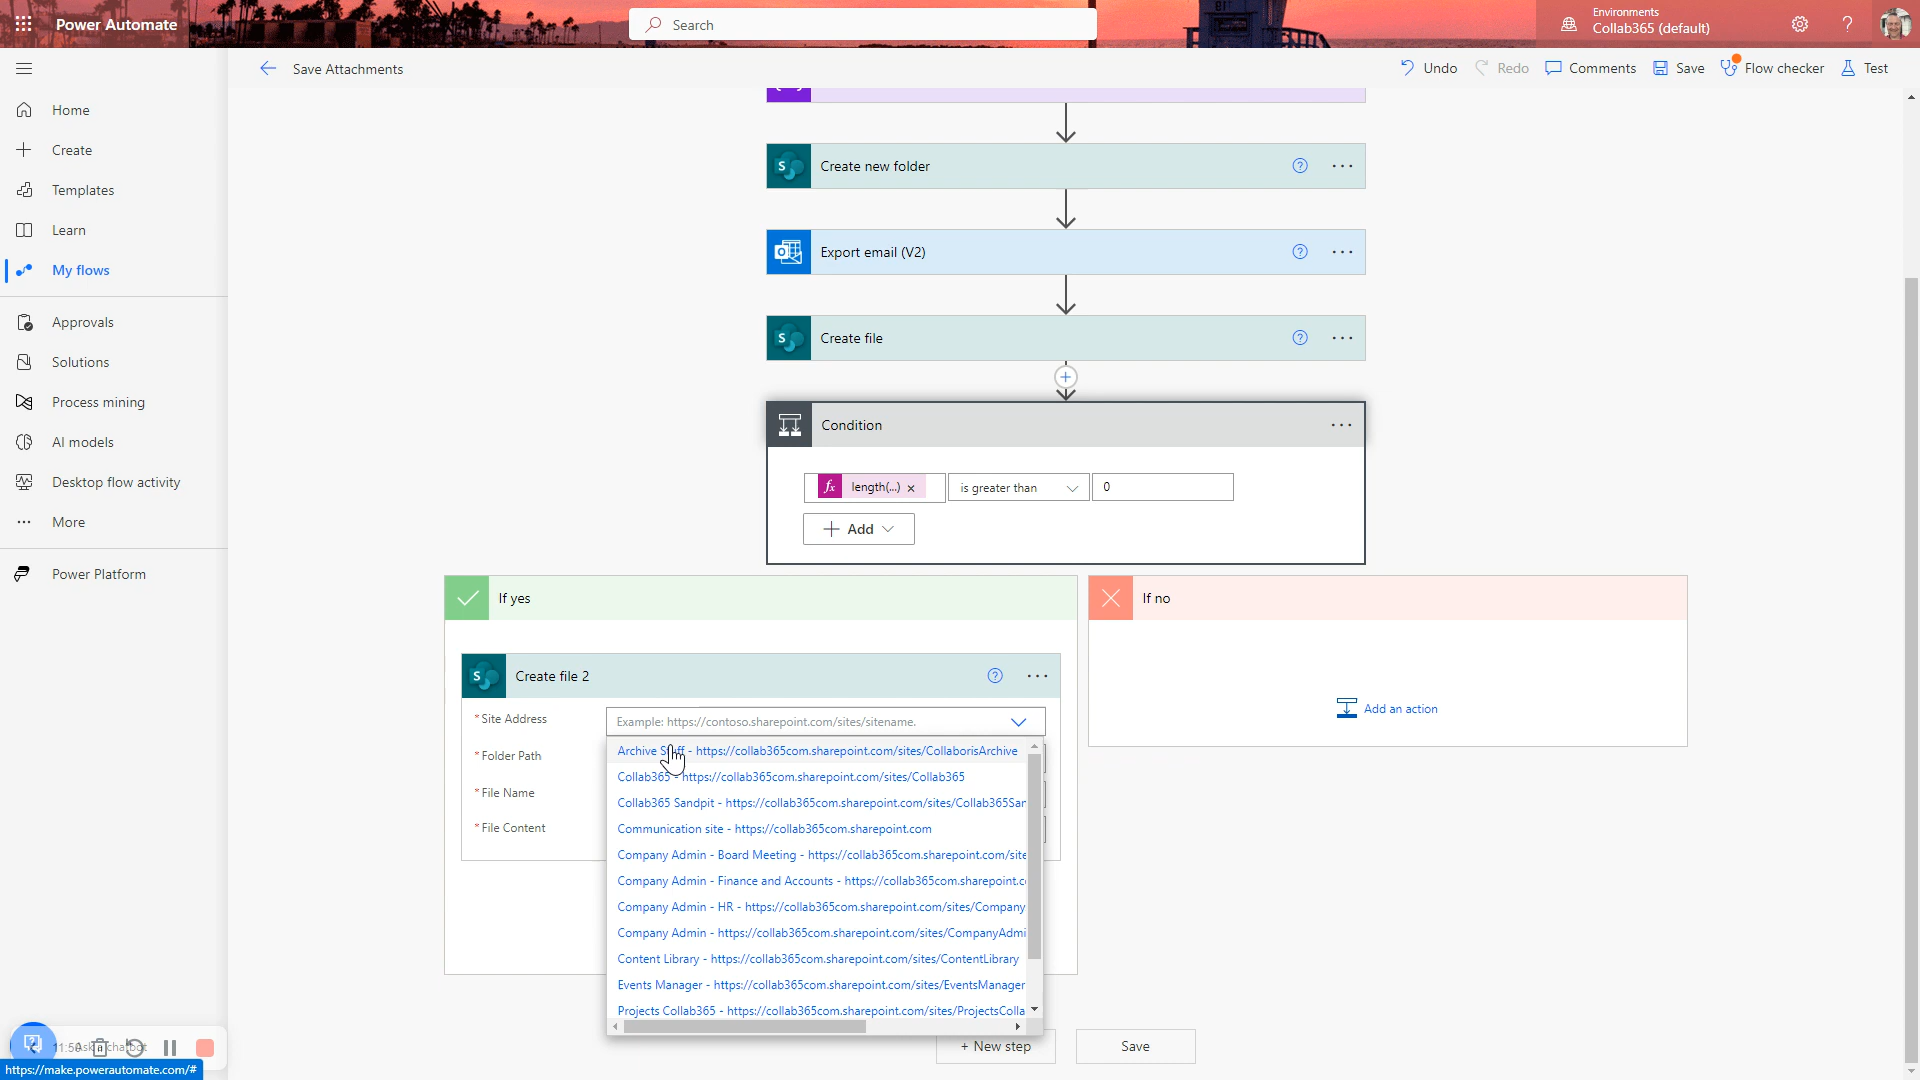 Power Automate
Search
Environments
Collab365 (default)
Save Attachments
Undo
Redo
Comments
Save
Flow checker
Test
Home
Create
Templates
Learn
My flows
Approvals
Solutions
Process mining
AI models
Desktop flow activity
More
Power Platform
Create new folder
Export email (V2)
Create file
Condition
fx length(...)
is greater than
0
Add
If yes
If no
Create file 2
* Site Address
Example: https://contoso.sharepoint.com/sites/sitename.
* Folder Path
* File Name
* File Content
Archive Stuff - https://collab365com.sharepoint.com/sites/CollaborisArchive
Collab365 - https://collab365com.sharepoint.com/sites/Collab365
Collab365 Sandpit - https://collab365com.sharepoint.com/sites/Collab365San
Communication site - https://collab365com.sharepoint.com
Company Admin - Board Meeting - https://collab365com.sharepoint.com/site
Company Admin - Finance and Accounts - https://collab365com.sharepoint.c
Company Admin - HR - https://collab365com.sharepoint.com/sites/Company
Company Admin - https://collab365com.sharepoint.com/sites/CompanyAdmi
Content Library - https://collab365com.sharepoint.com/sites/ContentLibrary
Events Manager - https://collab365com.sharepoint.com/sites/EventsManager
Projects Collab365 - https://collab365com.sharepoint.com/sites/ProjectsColla
Add an action
+ New step
Save
https://make.powerautomate.com/#